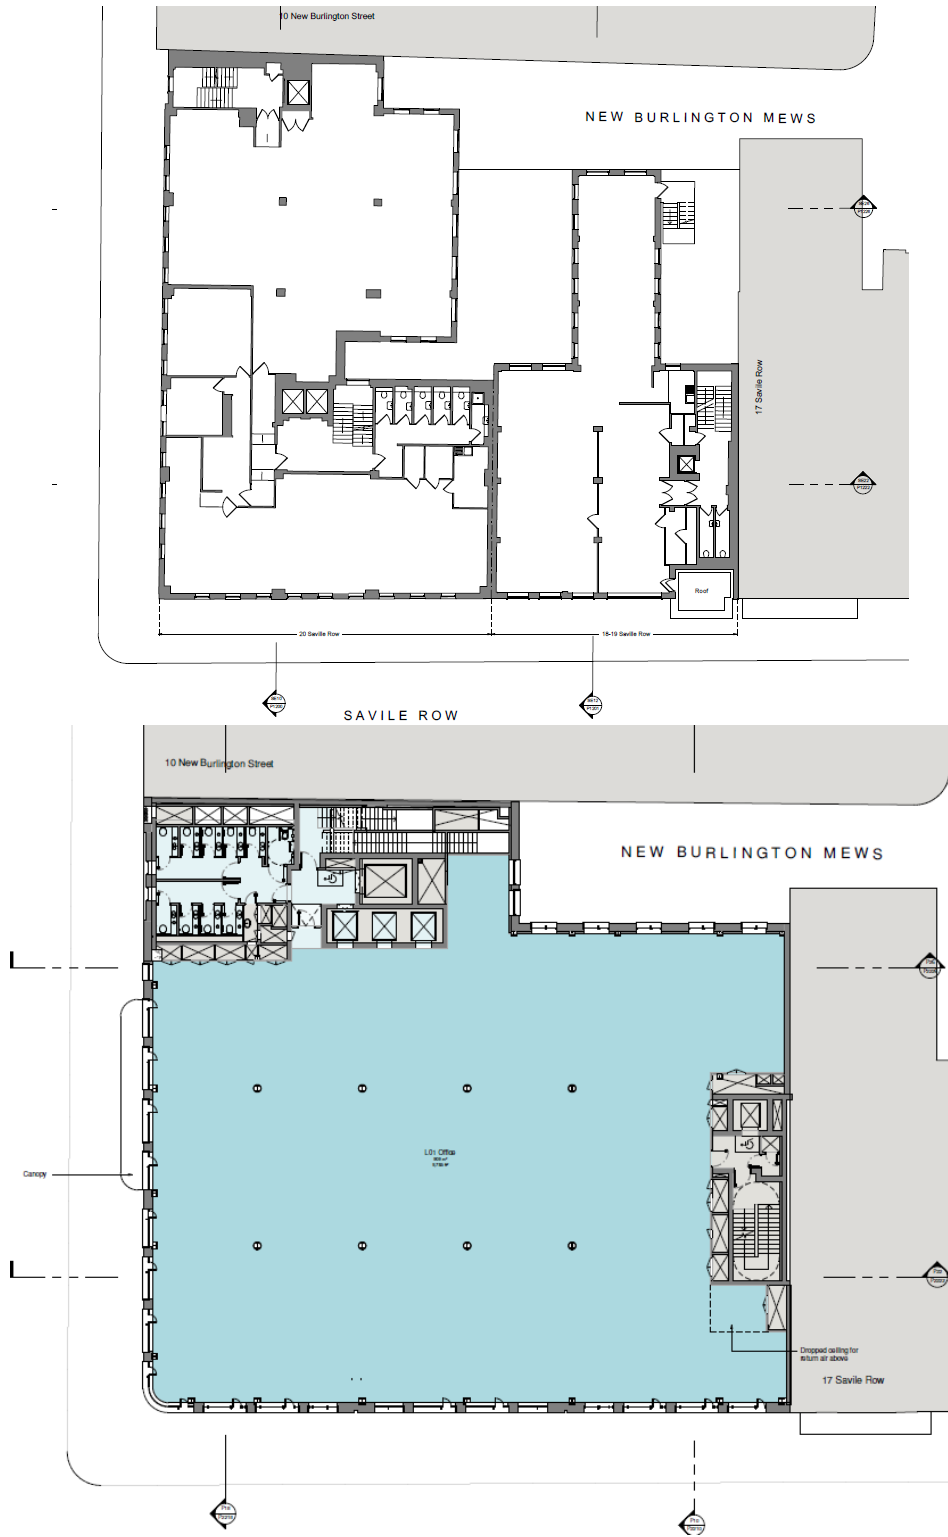 10 New Burlington Street
NEW BURLINGTON MEWS
17 Savile Row
Roof
20 Savile Row
18-19 Savile Row
SAVILE ROW
10 New Burlington Street
NEW BURLINGTON MEWS
Canopy
L01 Office
Dropped ceiling for
return air above
17 Savile Row